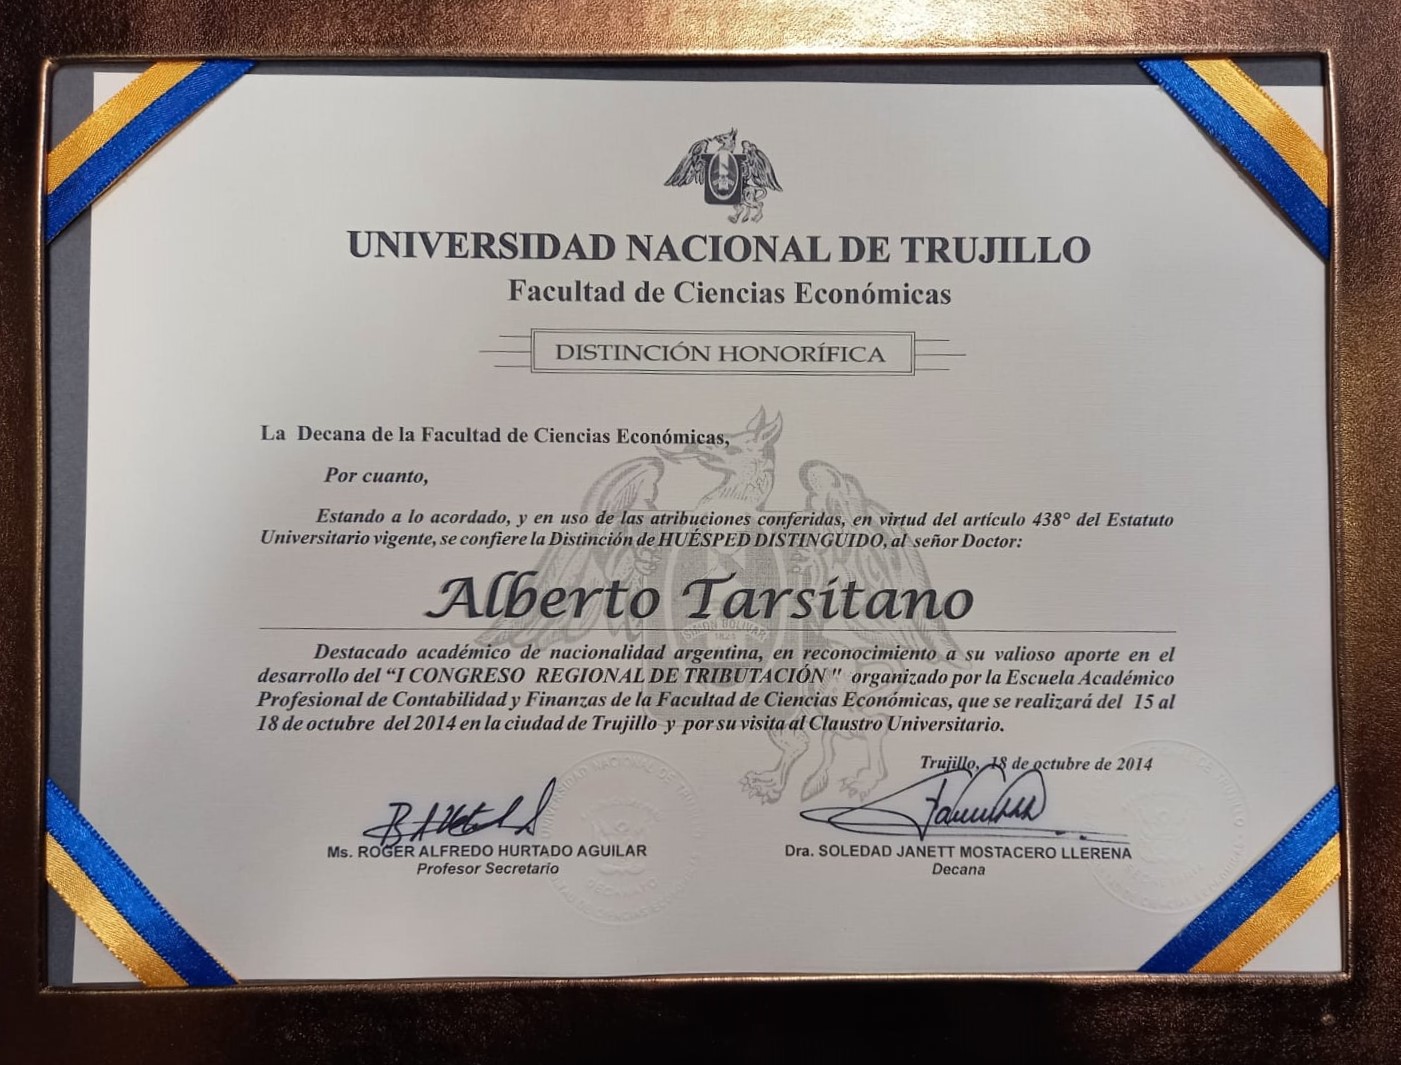 UNIVERSIDAD NACIONAL DE TRUJILLO
Facultad de Ciencias Económicas
DISTINCIÓN HONORÍFICA
La Decana de la Facultad de Ciencias Económicas,
Por cuanto,
Estando a lo acordado, y en uso de las atribuciones conferidas, en virtud del artículo 438° del Estatuto
Universitario vigente, se confiere la Distinción de HUÉSPED DISTINGUIDO, al señor Doctor:
Alberto Tarsitano
SIMÓN BOLÍVAR
Destacado académico de nacionalidad argentina, en reconocimiento a su valioso aporte en el
desarrollo del “I CONGRESO REGIONAL DE TRIBUTACIÓN" organizado por la Escuela Académico
Profesional de Contabilidad y Finanzas de la Facultad de Ciencias Económicas, que se realizará del 15 al
18 de octubre del 2014 en la ciudad de Trujillo y por su visita al Claustro Universitario.
Trujillo, 18 de octubre de 2014
Ms. ROGER ALFREDO HURTADO AGUILAR
Profesor Secretario
Dra. SOLEDAD JANETT MOSTACERO LLERENA
Decana